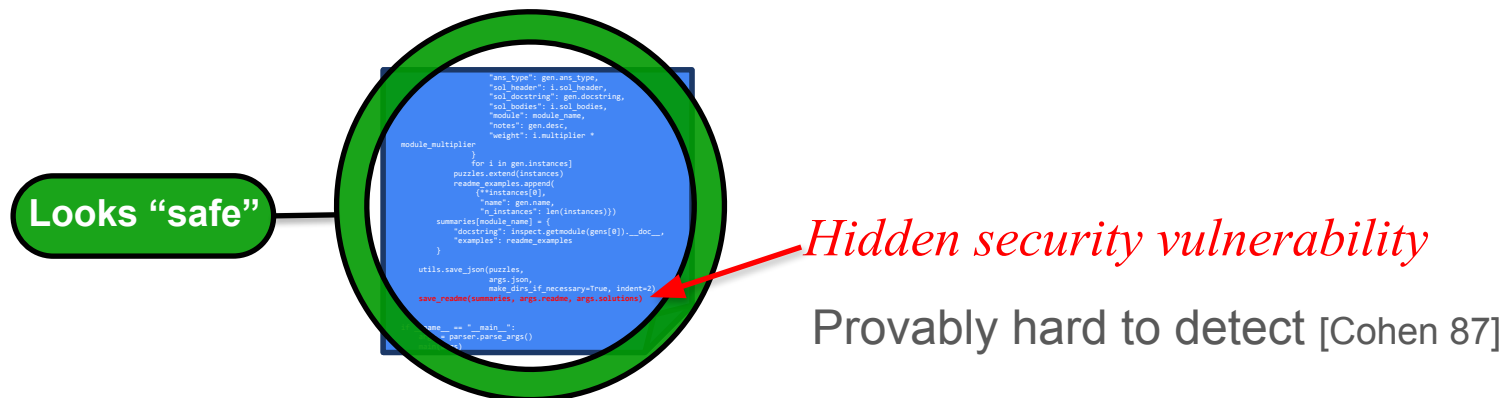 "ans_type": gen.ans_type,
"sol_header": i.sol_header,
"sol_docstring": gen.docstring,
"sol_bodies": i.sol_bodies,
"module": module_name,
"notes": gen.desc,
"weight": i.multiplier *
module_multiplier
}
for i in gen.instances]
puzzles.extend(instances)
readme_examples.append(
{**instances[0],
"name": gen.name,
"n_instances": len(instances)})
summaries[module_name] = {
"docstring": inspect.getmodule(gens[0]).__doc__,
"examples": readme_examples
}
utils.save_json(puzzles,
args.json,
make_dirs_if_necessary=True, indent=2)
save_readme(summaries, args.readme, args.solutions)
== "__main__":
= parser.parse_args()
Looks “safe”
Hidden security vulnerability
Provably hard to detect [Cohen 87]